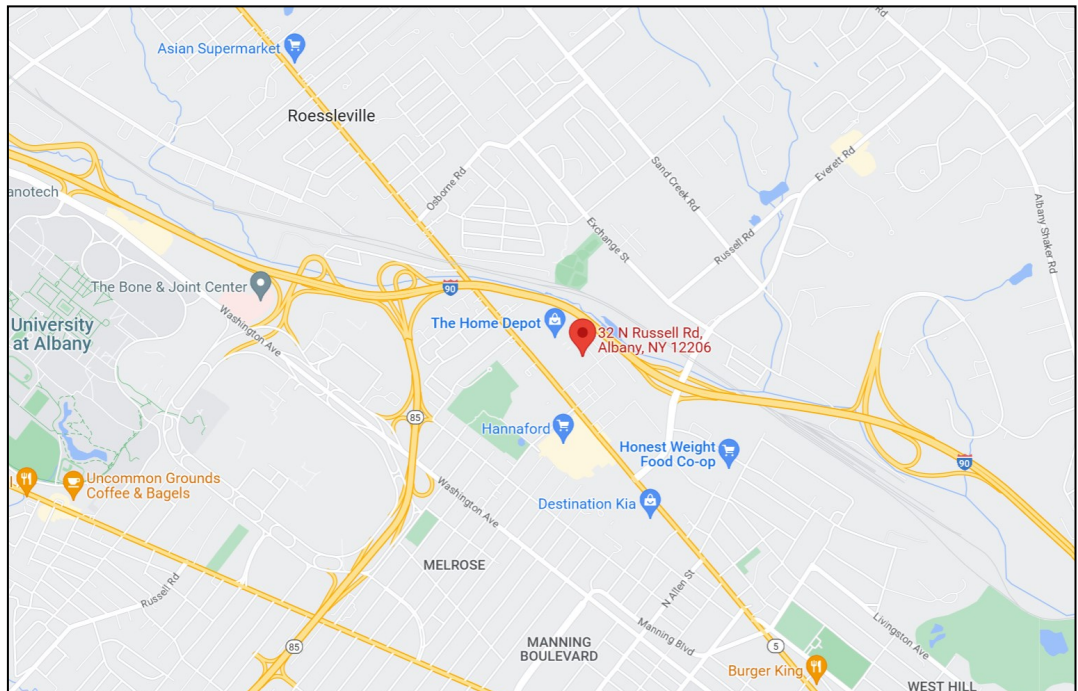 Rd
Asian Supermarket
Roessleville
Osborne Rd
Sand Creek Rd
Everett Rd
anotech
Albany Shaker Rd
Exchange St
Russell Rd
The Bone & Joint Center
90
University
at Albany
Washington Ave
The Home Depot
32 N Russell Rd,
Albany, NY 12206
85
Hannaford
Honest Weight
Food Co-op
90
Uncommon Grounds
Coffee & Bagels
Washington Ave
Destination Kia
MELROSE
Russell Rd
N Allen St
85
MANNING
BOULEVARD
Manning Blvd
5
Livingston Ave
Burger King
WEST HILL